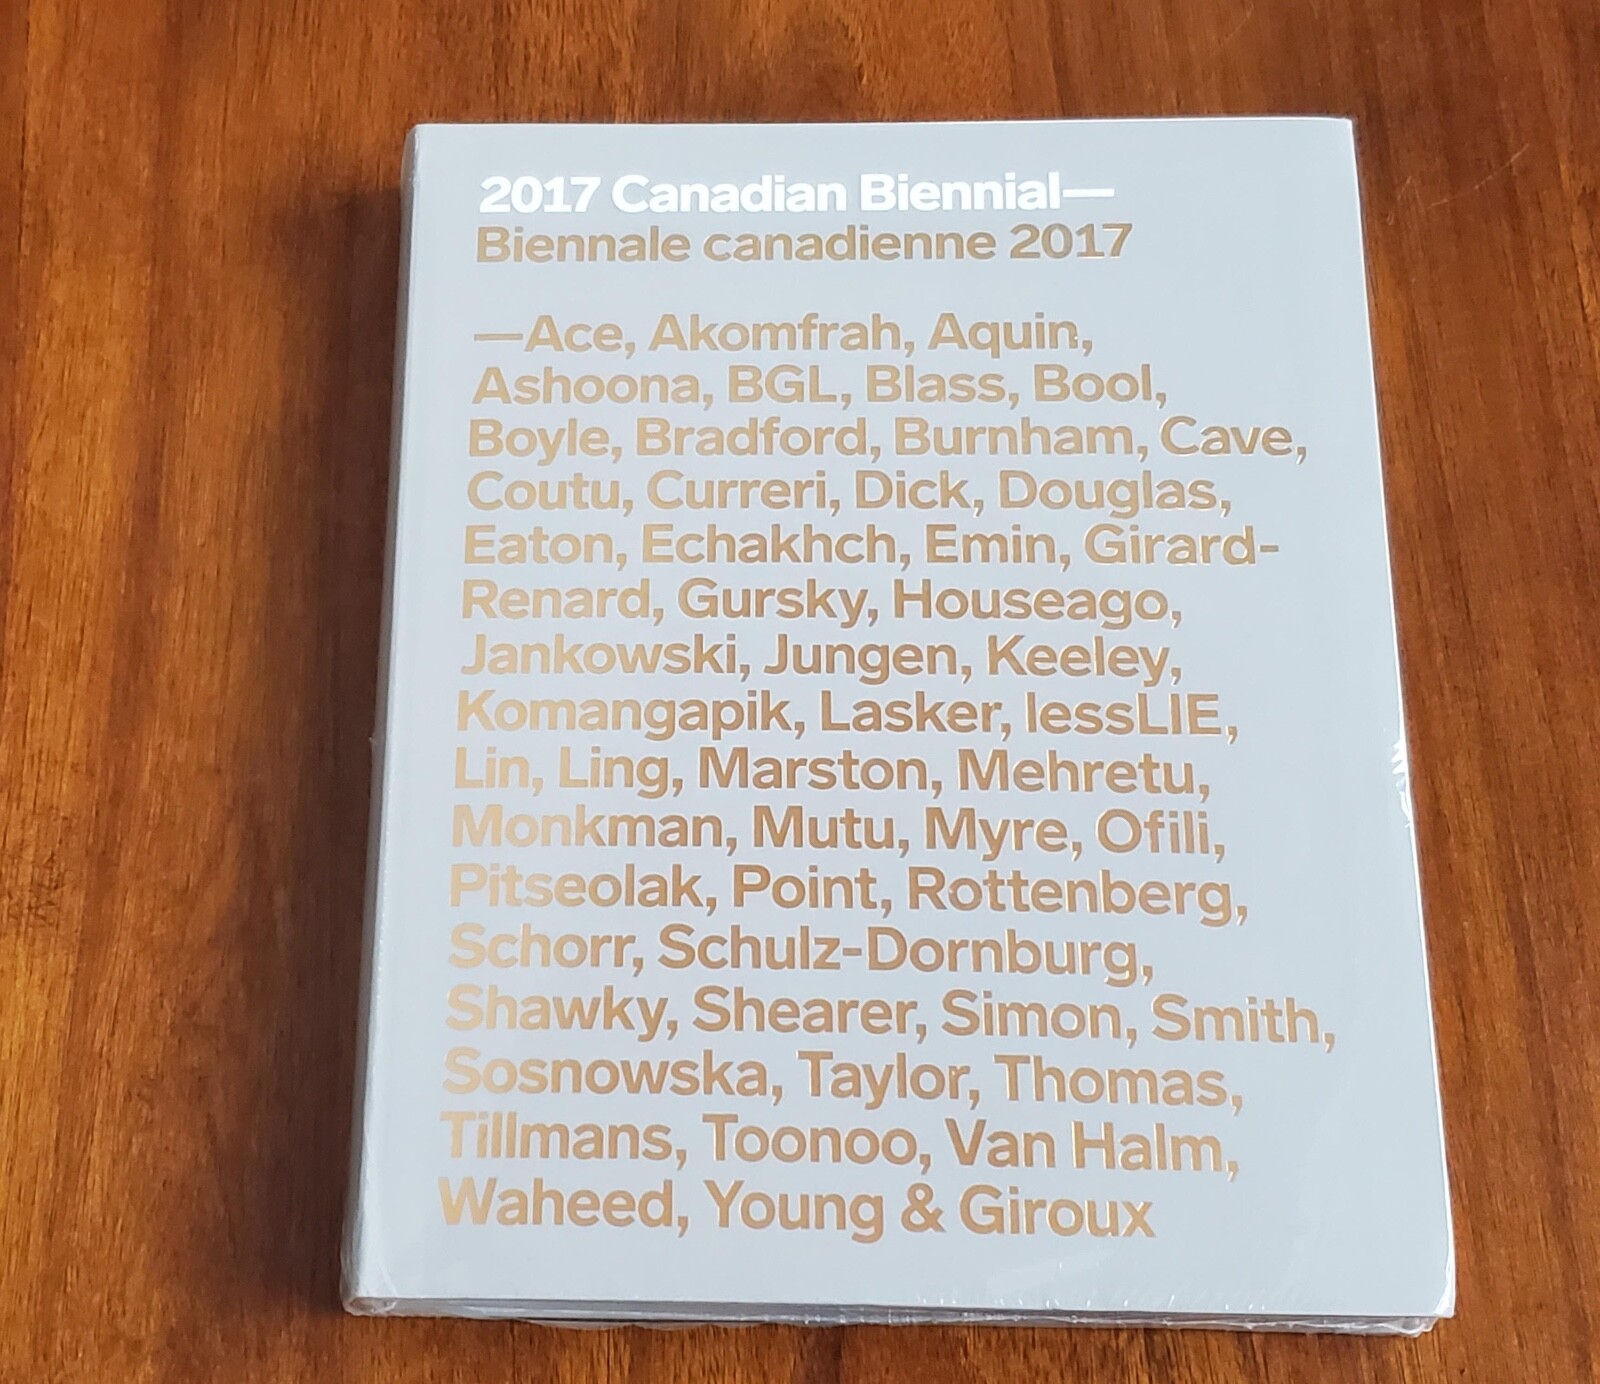 2017 Canadian Biennial—
Biennale canadienne 2017
—Ace, Akomfrah, Aquin,
Ashoona, BGL, Blass, Bool,
Boyle, Bradford, Burnham, Cave,
Coutu, Curreri, Dick, Douglas,
Eaton, Echakhch, Emin, Girard-
Renard, Gursky, Houseago,
Jankowski, Jungen, Keeley,
Komangapik, Lasker, lessLIE,
Lin, Ling, Marston, Mehretu,
Monkman, Mutu, Myre, Ofili,
Pitseolak, Point, Rottenberg,
Schorr, Schulz-Dornburg,
Shawky, Shearer, Simon, Smith,
Sosnowska, Taylor, Thomas,
Tillmans, Toonoo, Van Halm,
Waheed, Young & Giroux